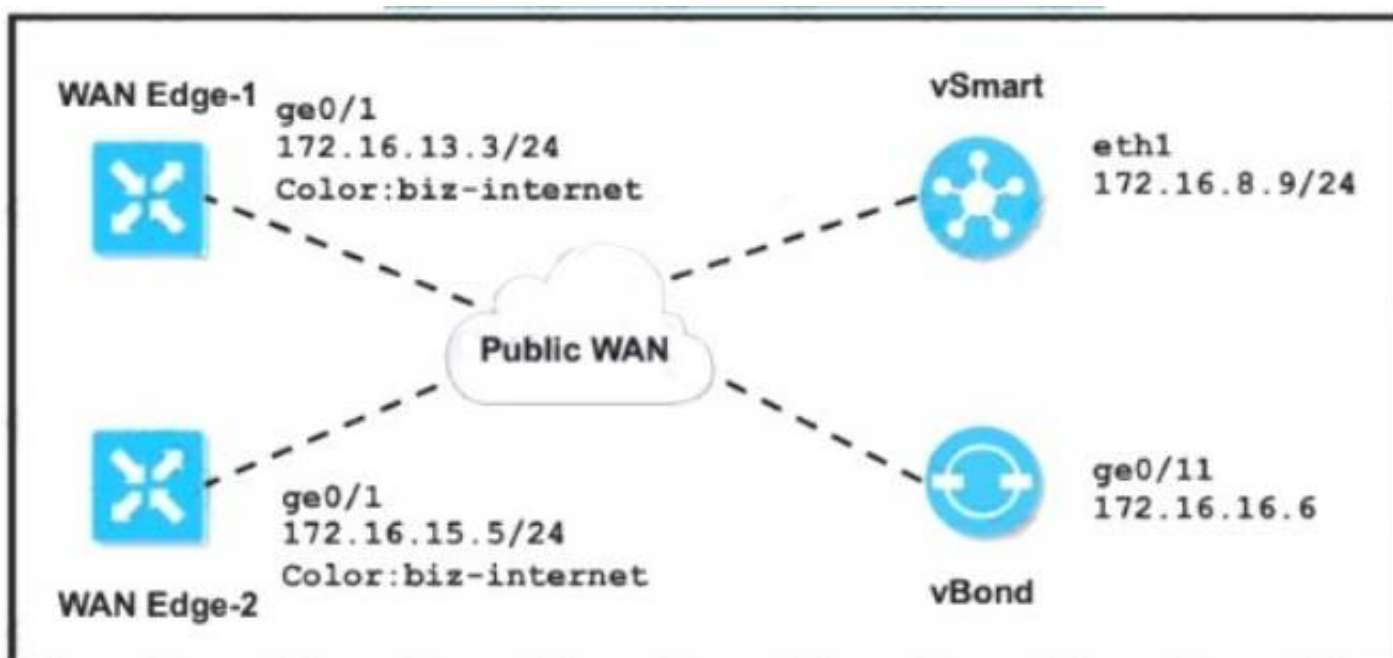 WAN Edge-1
ge0/1
172.16.13.3/24
Color:biz-internet
vSmart
eth1
172.16.8.9/24
Public WAN
ge0/1
172.16.15.5/24
Color:biz-internet
WAN Edge-2
ge0/11
172.16.16.6
vBond